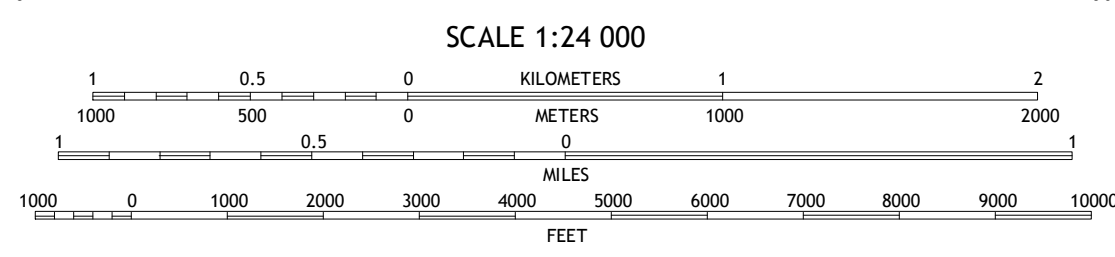 SCALE 1:24 000
1 0.5 0 KILOMETERS 1 2
1000 500 0 METERS 1000 2000
1 0.5 0 1
MILES
1000 0 1000 2000 3000 4000 5000 6000 7000 8000 9000 10000
FEET